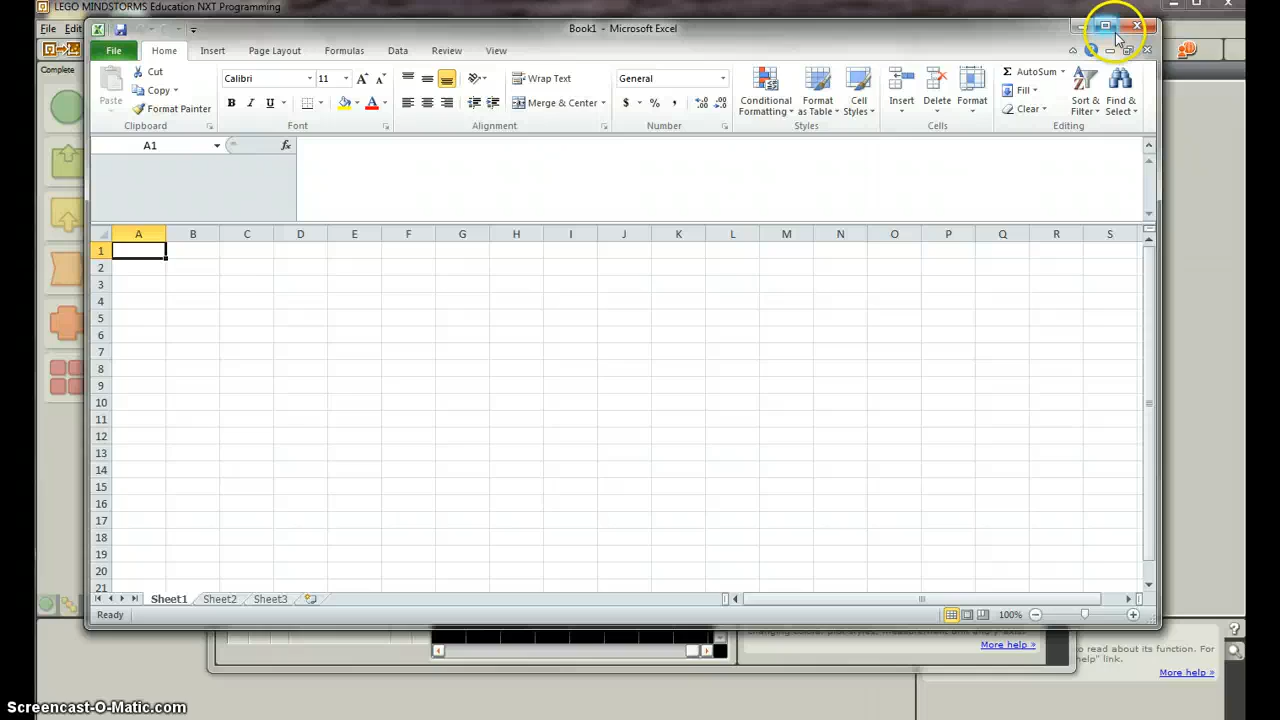 LEGO MINDSTORMS Education NXT Programming
Book1 - Microsoft Excel
File Edit
File Home Insert Page Layout Formulas Data Review View
Complete
Paste Cut Copy Format Painter
Calibri 11 B I U
Wrap Text Merge & Center
General $ % ,
Conditional Formatting Format as Table Cell Styles
Insert Delete Format
AutoSum Fill Clear Sort & Filter Find & Select
Clipboard Font Alignment Number Styles Cells Editing
A1 fx
A B C D E F G H I J K L M N O P Q R S
1
2
3
4
5
6
7
8
9
10
11
12
13
14
15
16
17
18
19
20
21
Sheet1 Sheet2 Sheet3
Ready 100%
More help »
to read about its function. For
help" link.
More help »
Screencast-O-Matic.com